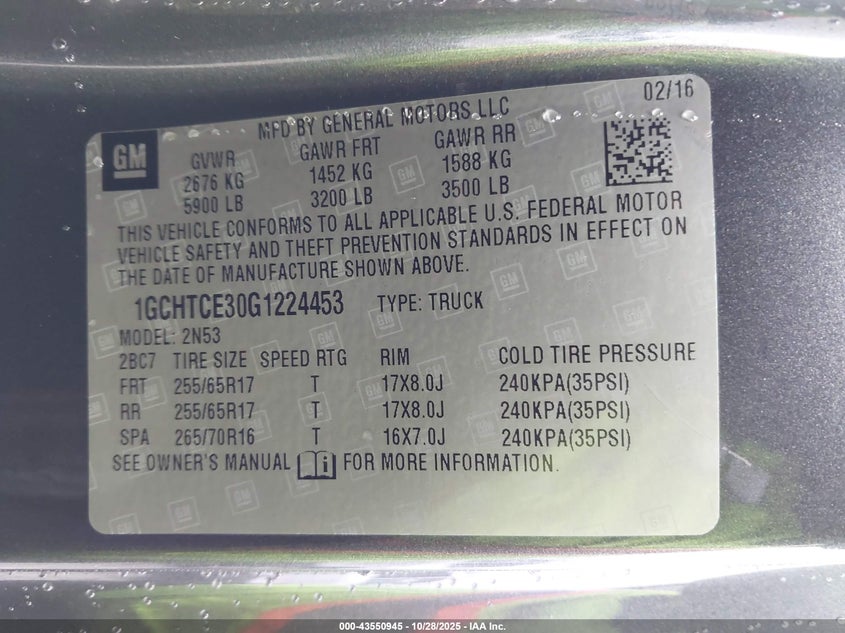 02/16
MFD BY GENERAL MOTORS LLC
GM
GVWR GAWR FRT GAWR RR
2676 KG 1452 KG 1588 KG
5900 LB 3200 LB 3500 LB
THIS VEHICLE CONFORMS TO ALL APPLICABLE U.S. FEDERAL MOTOR
VEHICLE SAFETY AND THEFT PREVENTION STANDARDS IN EFFECT ON
THE DATE OF MANUFACTURE SHOWN ABOVE.
1GCHTCE30G1224453 TYPE: TRUCK
MODEL: 2N53
2BC7 TIRE SIZE SPEED RTG RIM COLD TIRE PRESSURE
FRT 255/65R17 T 17X8.0J 240KPA(35PSI)
RR 255/65R17 T 17X8.0J 240KPA(35PSI)
SPA 265/70R16 T 16X7.0J 240KPA(35PSI)
SEE OWNER'S MANUAL FOR MORE INFORMATION.
000-43550945 - 10/28/2025 - IAA Inc.